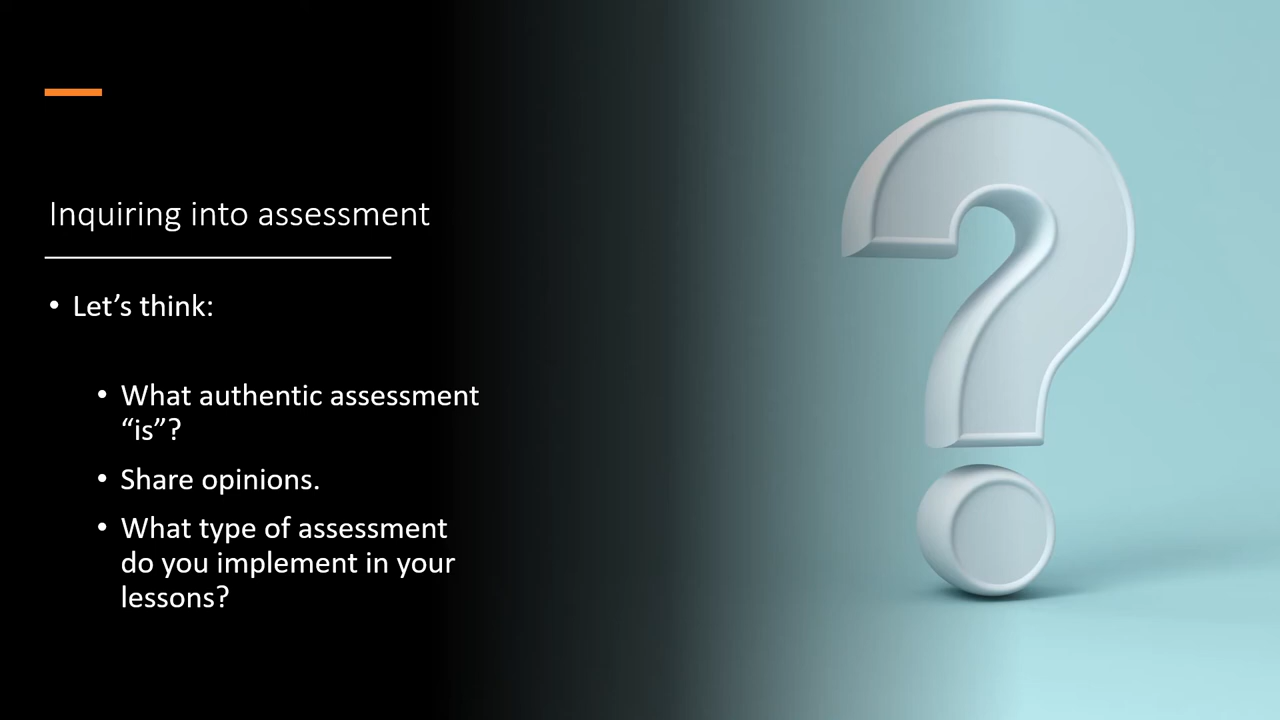 Inquiring into assessment
• Let’s think:
• What authentic assessment
“is”?
• Share opinions.
• What type of assessment
do you implement in your
lessons?